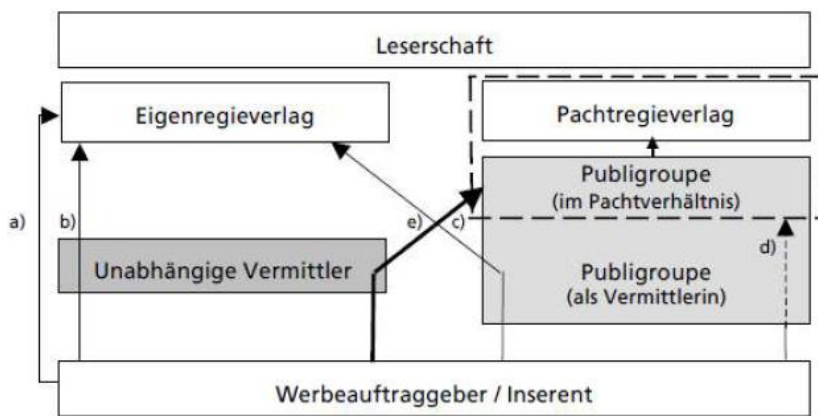 Leserschaft
Eigenregieverlag
Pachtregieverlag
Publigroupe
(im Pachtverhältnis)
a)
b)
e)
c)
d)
Unabhängige Vermittler
Publigroupe
(als Vermittlerin)
Werbeauftraggeber / Inserent